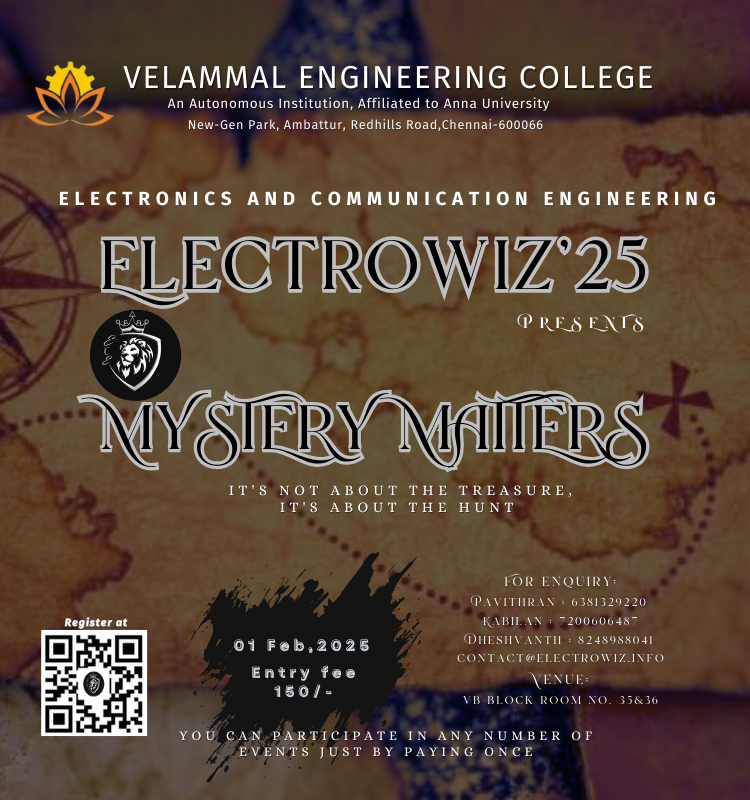 VELAMMAL ENGINEERING COLLEGE
An Autonomous Institution, Affiliated to Anna University
New-Gen Park, Ambattur, Redhills Road,Chennai-600066
ELECTRONICS AND COMMUNICATION ENGINEERING
ELECTROWIZ'25
PRESENTS
MYSTERY MATTERS
IT'S NOT ABOUT THE TREASURE,
IT'S ABOUT THE HUNT
Register at
01 Feb,2025
Entry fee
150/-
FOR ENQUIRY:
PAVITHRAN : 6381329220
KABILAN : 7200606487
DHESHVANTH : 8248988041
CONTACT@ELECTROWIZ.INFO
VENUE:
VB BLOCK ROOM NO. 35&36
YOU CAN PARTICIPATE IN ANY NUMBER OF
EVENTS JUST BY PAYING ONCE